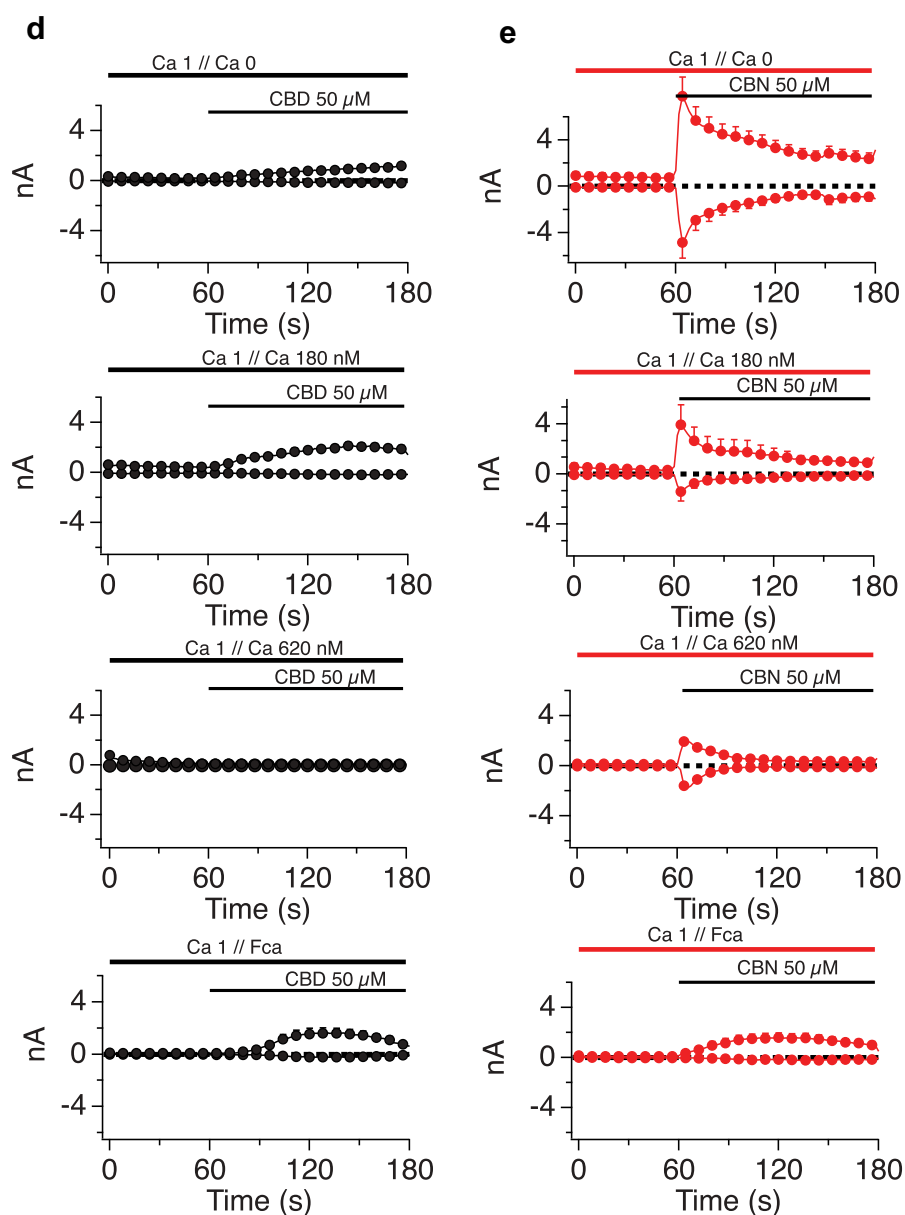 d
Ca 1 // Ca 0
CBD 50 µM
4
0
-4
nA
0 60 120 180
Time (s)
Ca 1 // Ca 180 nM
CBD 50 µM
4
0
-4
nA
0 60 120 180
Time (s)
Ca 1 // Ca 620 nM
CBD 50 µM
4
0
-4
nA
0 60 120 180
Time (s)
Ca 1 // Fca
CBD 50 µM
4
0
-4
nA
0 60 120 180
Time (s)
e
Ca 1 // Ca 0
CBN 50 µM
4
0
-4
nA
0 60 120 180
Time (s)
Ca 1 // Ca 180 nM
CBN 50 µM
4
0
-4
nA
0 60 120 180
Time (s)
Ca 1 // Ca 620 nM
CBN 50 µM
4
0
-4
nA
0 60 120 180
Time (s)
Ca 1 // Fca
CBN 50 µM
4
0
-4
nA
0 60 120 180
Time (s)